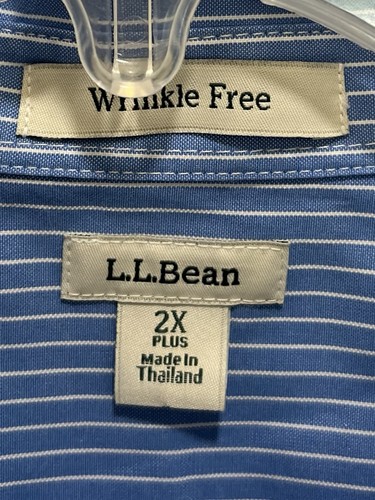 Wrinkle Free
L.L.Bean
2X
PLUS
Made In
Thailand